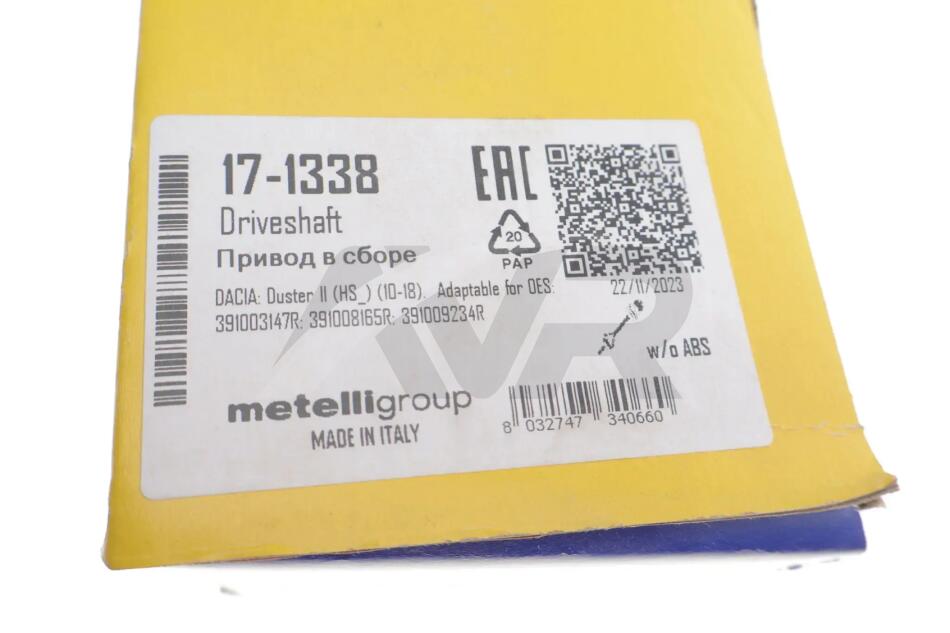 17-1338
EAC
Driveshaft
Привод в сборе
20
PAP
DACIA: Duster II (HS_) (10-18). Adaptable for OES:
391003147R; 391008165R; 391009234R
22/11/2023
w/o ABS
metelligroup
MADE IN ITALY
8 032747 340660
VR